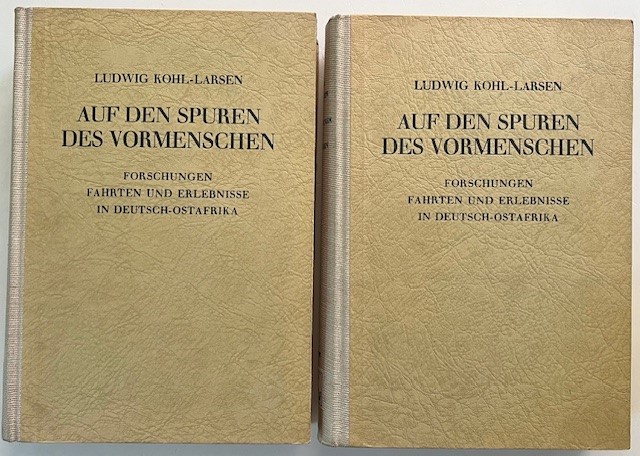 LUDWIG KOHL-LARSEN
AUF DEN SPUREN
DES VORMENSCHEN
FORSCHUNGEN
FAHRTEN UND ERLEBNISSE
IN DEUTSCH-OSTAFRIKA
LUDWIG KOHL-LARSEN
AUF DEN SPUREN
DES VORMENSCHEN
FORSCHUNGEN
FAHRTEN UND ERLEBNISSE
IN DEUTSCH-OSTAFRIKA